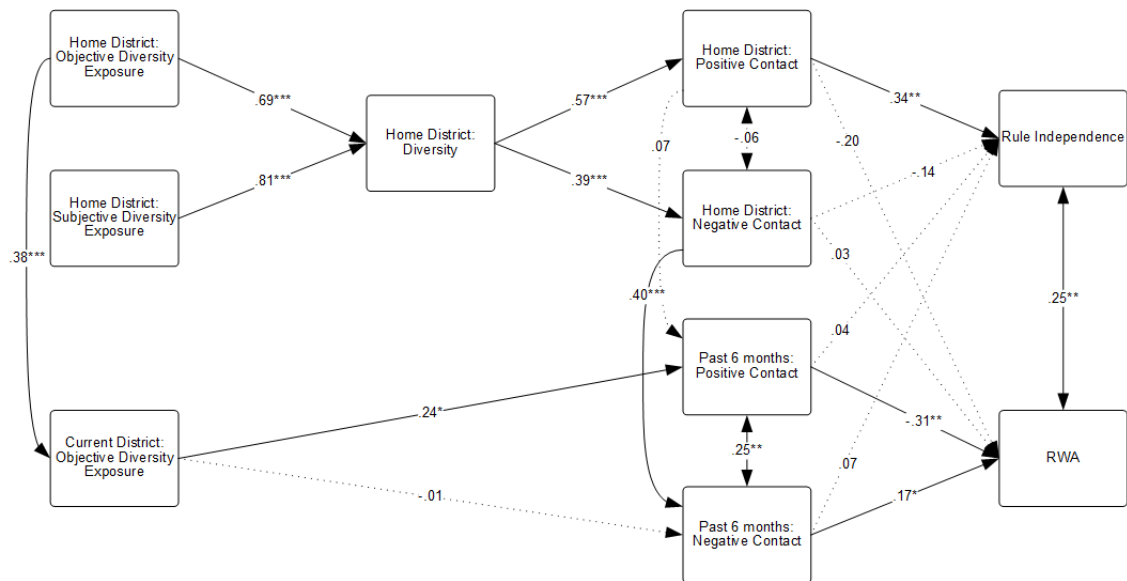 Home District:
Objective Diversity
Exposure
Home District:
Positive Contact
.69***
.57***
.34**
Home District:
Diversity
.07
-.06
-.20
Rule Independence
Home District:
Subjective Diversity
Exposure
.81***
.39***
-.14
Home District:
Negative Contact
.38***
.03
.40***
.25**
.04
Past 6 months:
Positive Contact
.24*
-.31**
Current District:
Objective Diversity
Exposure
.25**
.07
RWA
-.01
.17*
Past 6 months:
Negative Contact